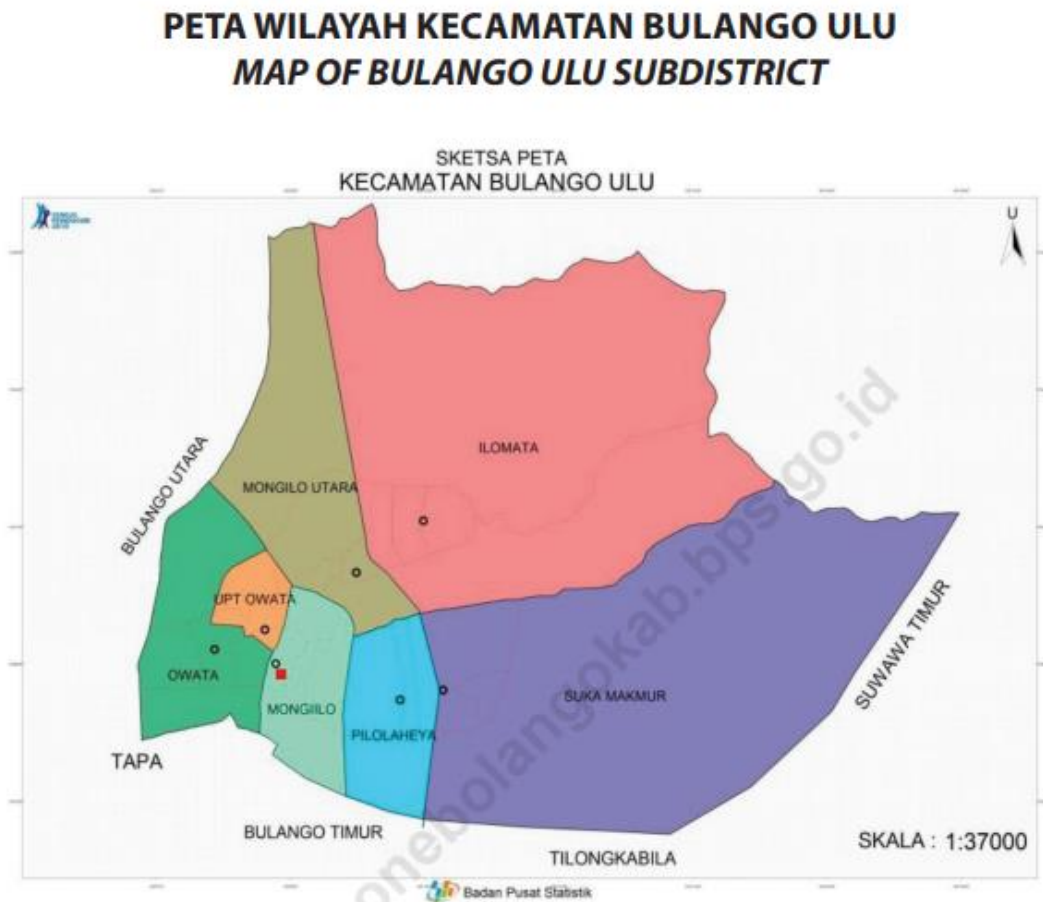 PETA WILAYAH KECAMATAN BULANGO ULU
MAP OF BULANGO ULU SUBDISTRICT
SKETSA PETA
KECAMATAN BULANGO ULU
U
ILOMATA
MONGILO UTARA
BULANGO UTARA
UPT OWATA
OWATA
MONGIILO
PILOLAHEYA
SUKA MAKMUR
SUWAWA TIMUR
TAPA
BULANGO TIMUR
TILONGKABILA
SKALA : 1:37000
onebolangokab.bps.go.id
Badan Pusat Statistik